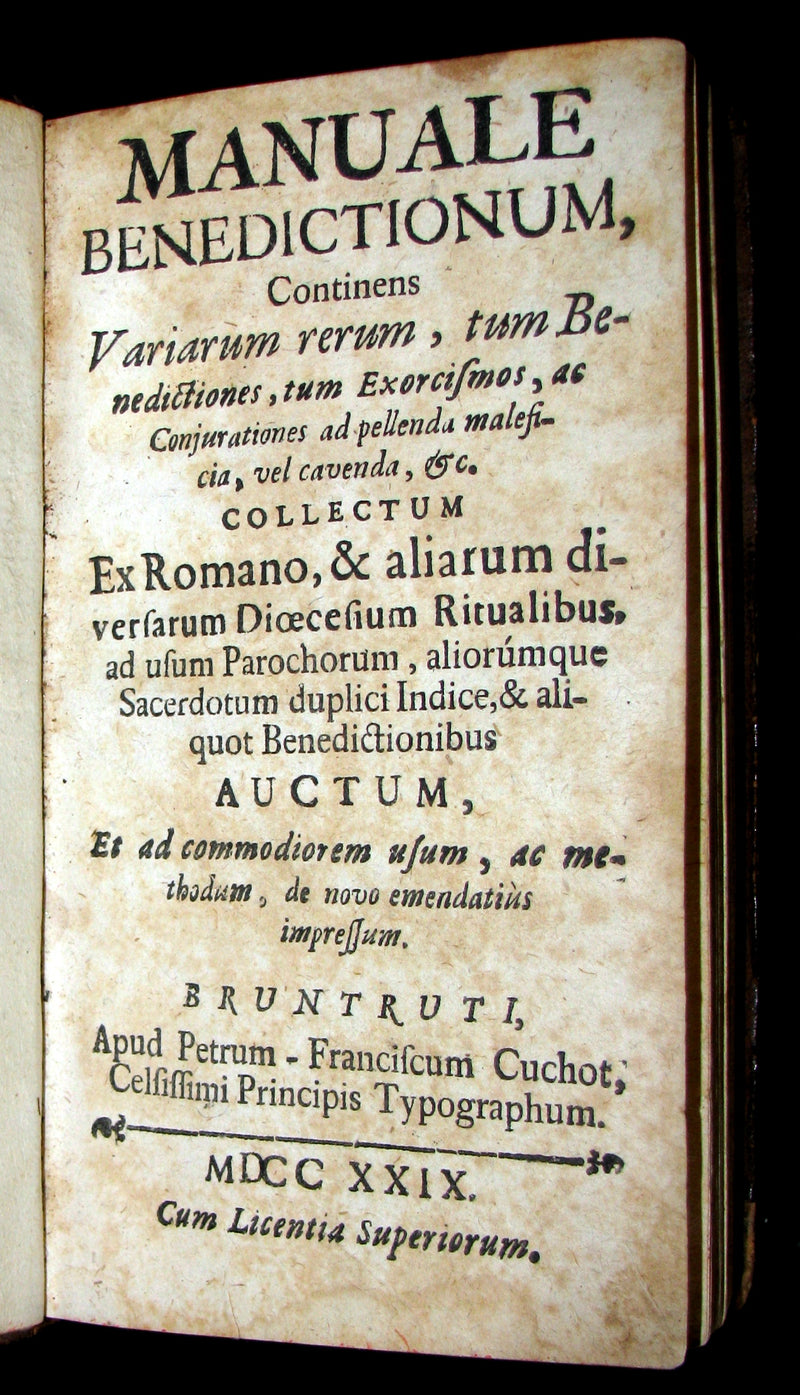 MANUALE
BENEDICTIONUM,
Continens
Variarum rerum, tum Be-
nedictiones, tum Exorciſmos, ac
Conjurationes ad pellenda malefi-
cia, vel cavenda, &c.
COLLECTUM
Ex Romano, & aliarum di-
verſarum Diœceſium Ritualibus,
ad uſum Parochorum, aliorúmque
Sacerdotum duplici Indice, & ali-
quot Benedictionibus
AUCTUM,
Et ad commodiorem uſum, ac me-
thodum, de novo emendatiùs
impreſſum.
BRUNTRUTI,
Apud Petrum-Franciſcum Cuchot,
Celſiſſimi Principis Typographum.
MDCC XXIX.
Cum Licentia Superiorum.